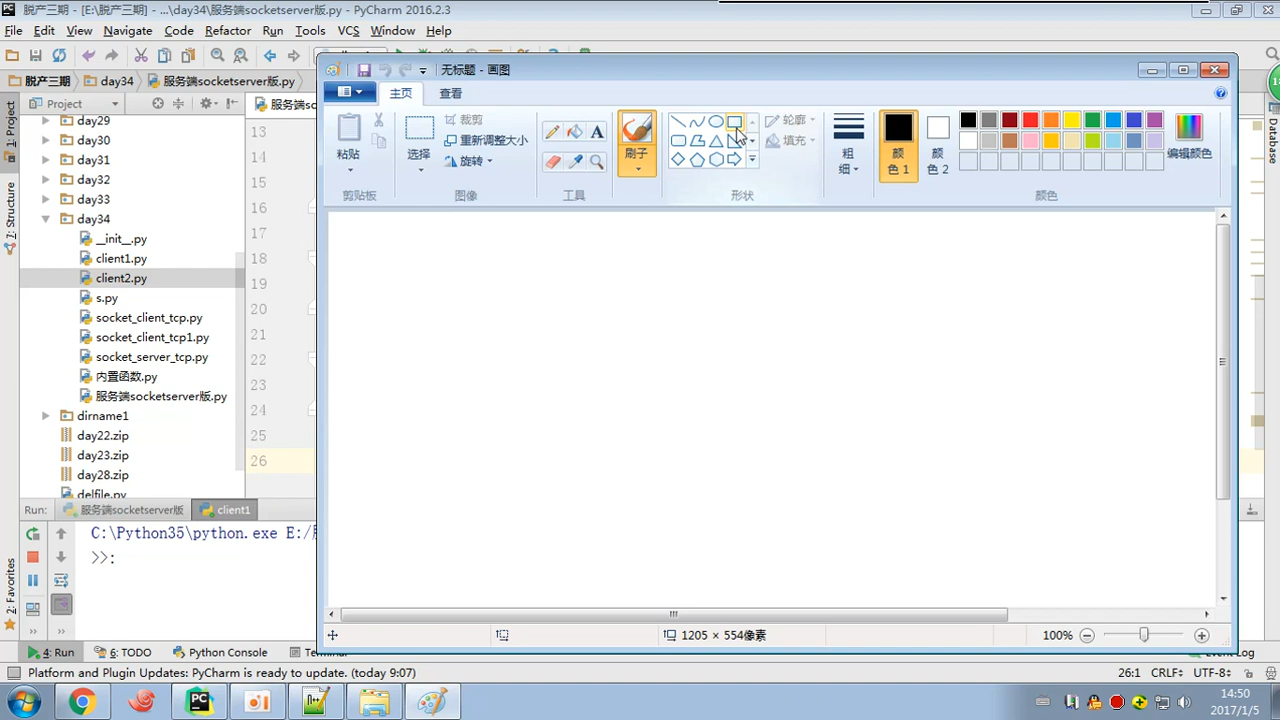 脱产三期 - [E:\脱产三期] - ...\day34\服务端socketserver版.py - PyCharm 2016.2.3
File Edit View Navigate Code Refactor Run Tools VCS Window Help
脱产三期 day34 服务端socketserver版.py
无标题 - 画图
主页 查看
1: Project
7: Structure
2: Favorites
Database
Project
day29
day30
day31
day32
day33
day34
__init__.py
client1.py
client2.py
s.py
socket_client_tcp.py
socket_client_tcp1.py
socket_server_tcp.py
内置函数.py
服务端socketserver版.py
dirname1
day22.zip
day23.zip
day28.zip
delfile.py
13
16
17
18
19
20
21
22
23
24
25
26
粘贴
剪贴板
选择
裁剪
重新调整大小
旋转
图像
A
工具
刷子
轮廓
填充
形状
粗细
颜色 1
颜色 2
编辑颜色
颜色
1205 × 554像素
100%
Run: 服务端socketserver版 client1
C:\Python35\python.exe E:/
>>:
4: Run 6: TODO Python Console Terminal Event Log
Platform and Plugin Updates: PyCharm is ready to update. (today 9:07)
26:1 CRLF÷ UTF-8÷
14:50
2017/1/5